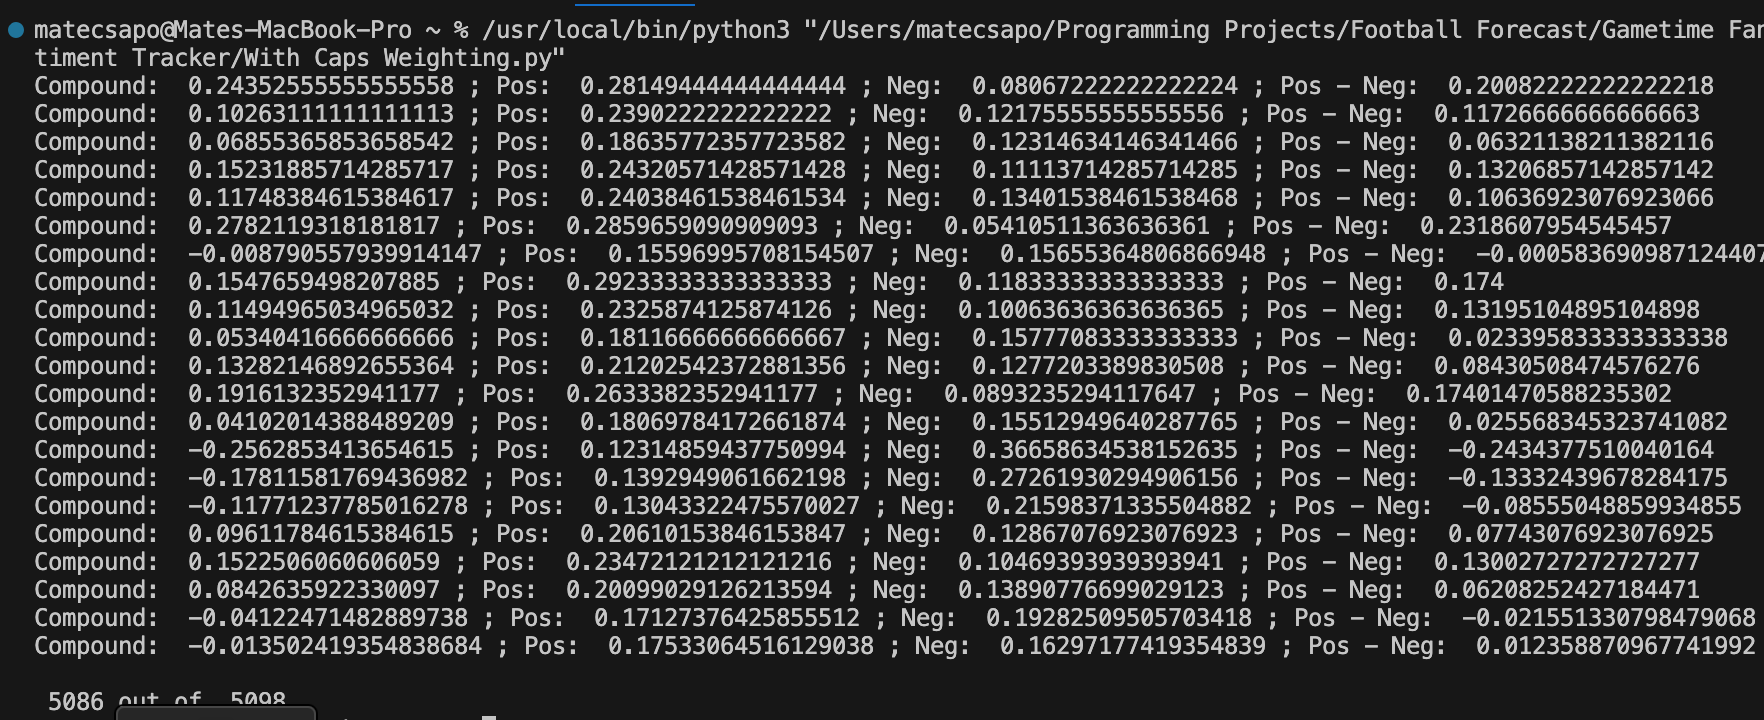 matecsapo@Mates-MacBook-Pro ~ % /usr/local/bin/python3 "/Users/matecsapo/Programming Projects/Football Forecast/Gametime Fan
timent Tracker/With Caps Weighting.py"
Compound:  0.24352555555555558 ; Pos:  0.28149444444444444 ; Neg:  0.08067222222222224 ; Pos - Neg:  0.20082222222222218
Compound:  0.10263111111111113 ; Pos:  0.2390222222222222 ; Neg:  0.12175555555555556 ; Pos - Neg:  0.11726666666666663
Compound:  0.06855365853658542 ; Pos:  0.18635772357723582 ; Neg:  0.12314634146341466 ; Pos - Neg:  0.06321138211382116
Compound:  0.15231885714285717 ; Pos:  0.24320571428571428 ; Neg:  0.11113714285714285 ; Pos - Neg:  0.13206857142857142
Compound:  0.11748384615384617 ; Pos:  0.24038461538461534 ; Neg:  0.13401538461538468 ; Pos - Neg:  0.10636923076923066
Compound:  0.2782119318181817 ; Pos:  0.2859659090909093 ; Neg:  0.05410511363636361 ; Pos - Neg:  0.2318607954545457
Compound:  -0.008790557939914147 ; Pos:  0.15596995708154507 ; Neg:  0.15655364806866948 ; Pos - Neg:  -0.0005836909871244407
Compound:  0.1547659498207885 ; Pos:  0.29233333333333333 ; Neg:  0.11833333333333333 ; Pos - Neg:  0.174
Compound:  0.11494965034965032 ; Pos:  0.2325874125874126 ; Neg:  0.10063636363636365 ; Pos - Neg:  0.13195104895104898
Compound:  0.05340416666666666 ; Pos:  0.18116666666666667 ; Neg:  0.15777083333333333 ; Pos - Neg:  0.023395833333333338
Compound:  0.13282146892655364 ; Pos:  0.21202542372881356 ; Neg:  0.1277203389830508 ; Pos - Neg:  0.08430508474576276
Compound:  0.1916132352941177 ; Pos:  0.2633382352941177 ; Neg:  0.0893235294117647 ; Pos - Neg:  0.17401470588235302
Compound:  0.04102014388489209 ; Pos:  0.18069784172661874 ; Neg:  0.15512949640287765 ; Pos - Neg:  0.025568345323741082
Compound:  -0.2562853413654615 ; Pos:  0.12314859437750994 ; Neg:  0.36658634538152635 ; Pos - Neg:  -0.2434377510040164
Compound:  -0.17811581769436982 ; Pos:  0.1392949061662198 ; Neg:  0.27261930294906156 ; Pos - Neg:  -0.13332439678284175
Compound:  -0.11771237785016278 ; Pos:  0.13043322475570027 ; Neg:  0.21598371335504882 ; Pos - Neg:  -0.08555048859934855
Compound:  0.09611784615384615 ; Pos:  0.20610153846153847 ; Neg:  0.12867076923076923 ; Pos - Neg:  0.07743076923076925
Compound:  0.1522506060606059 ; Pos:  0.23472121212121216 ; Neg:  0.10469393939393941 ; Pos - Neg:  0.13002727272727277
Compound:  0.0842635922330097 ; Pos:  0.20099029126213594 ; Neg:  0.13890776699029123 ; Pos - Neg:  0.06208252427184471
Compound:  -0.04122471482889738 ; Pos:  0.17127376425855512 ; Neg:  0.19282509505703418 ; Pos - Neg:  -0.021551330798479068
Compound:  -0.013502419354838684 ; Pos:  0.17533064516129038 ; Neg:  0.16297177419354839 ; Pos - Neg:  0.012358870967741992
5086 out of  5098